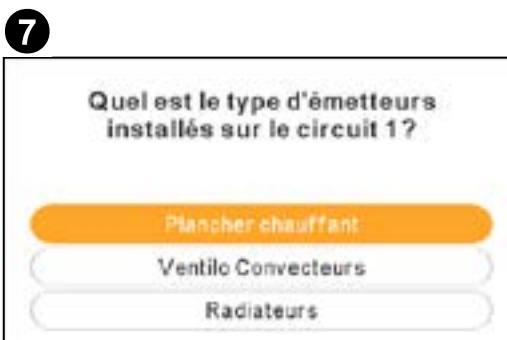 7
Quel est le type d'émetteurs
installés sur le circuit 1?
Plancher chauffant
Ventilo Convecteurs
Radiateurs